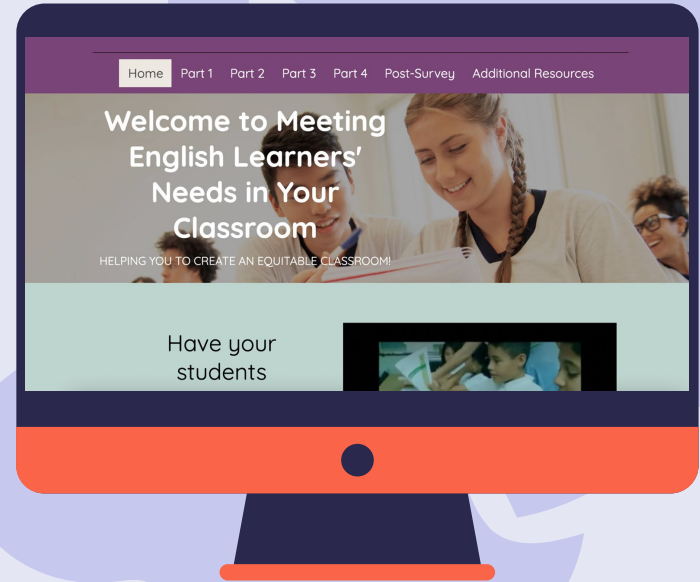 Home Part 1 Part 2 Part 3 Part 4 Post-Survey Additional Resources
Welcome to Meeting
English Learners'
Needs in Your
Classroom
HELPING YOU TO CREATE AN EQUITABLE CLASSROOM!
Have your
students